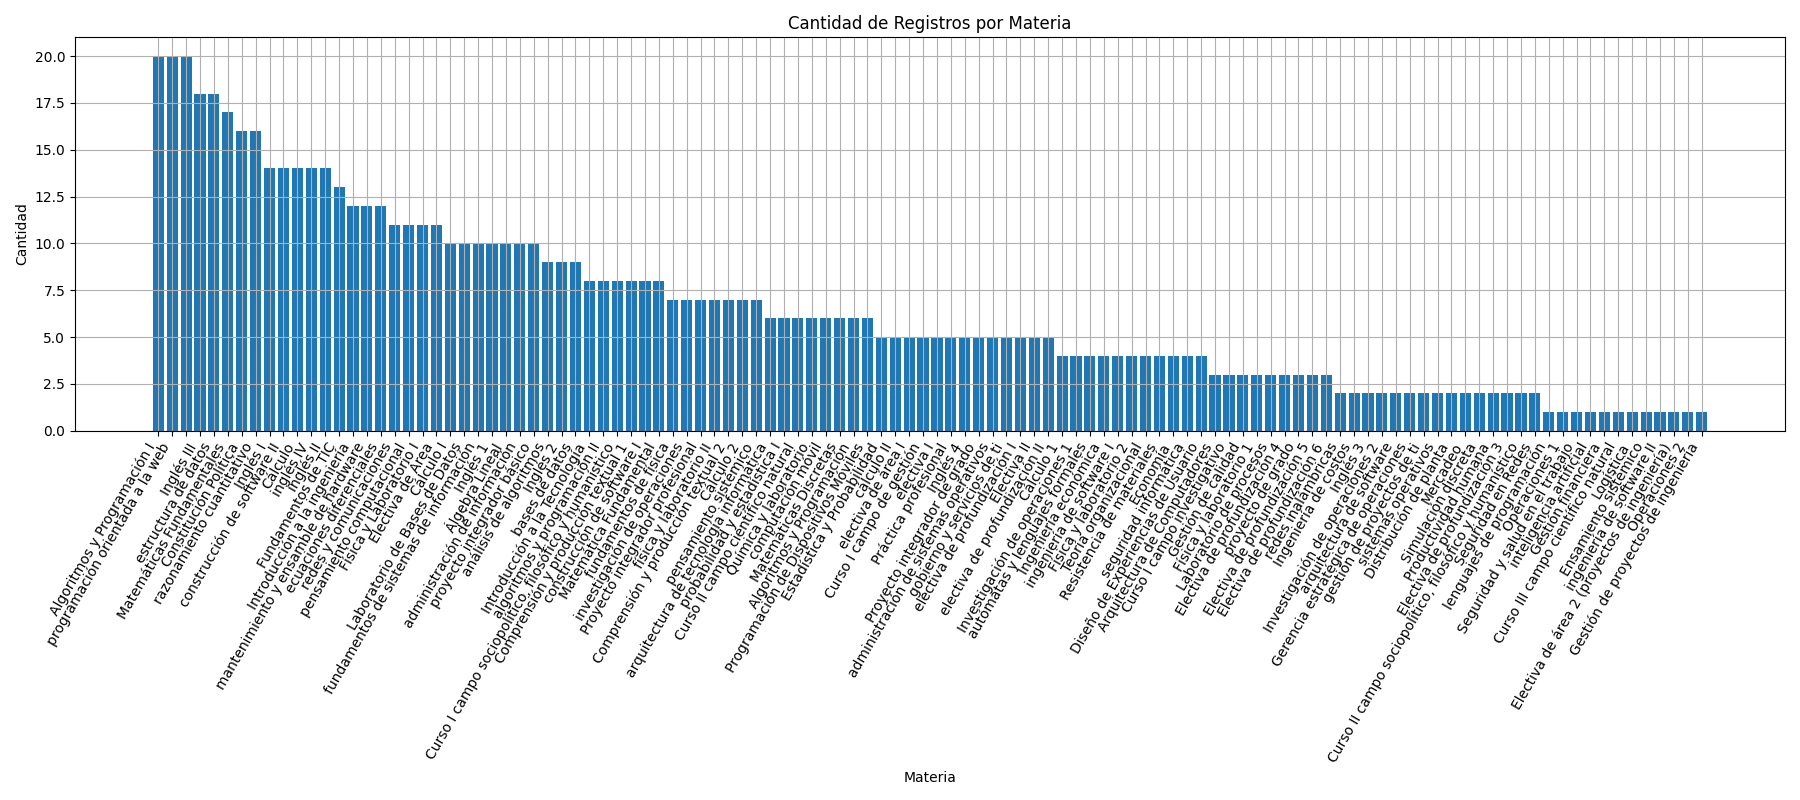 Cantidad de Registros por Materia
Cantidad
20.0
17.5
15.0
12.5
10.0
7.5
5.0
2.5
0.0
Algoritmos y Programación I
programación orientada a la web
Inglés III
estructura de datos
Matemáticas Fundamentales
Constitución política
razonamiento cuantitativo
Inglés I
Cálculo
construcción de software II
inglés IV
inglés II
Fundamentos de TIC
Introducción a la ingeniería
mantenimiento y ensamble de hardware
ecuaciones diferenciales
redes y comunicaciones
pensamiento computacional
Física y Laboratorio I
Electiva de Área
Cálculo I
Laboratorio de Bases de Datos
fundamentos de sistemas de información
Inglés 1
Álgebra lineal
administración de información
proyecto integrador básico
análisis de algoritmos
Inglés 2
bases de datos
Introducción a la tecnología
algoritmos y programación II
Curso I campo sociopolítico, filosófico y humanístico
Comprensión y producción textual 1
construcción de software I
Matemática Fundamental
fundamentos de física
investigación de operaciones
Proyecto integrador profesional
física y laboratorio II
Comprensión y producción textual 2
Cálculo 2
pensamiento sistémico
arquitectura de tecnología informática
probabilidad y estadística I
Curso II campo científico natural
Química y laboratorio
computación móvil
Matemáticas Discretas
Algoritmos y Programación
Programación de Dispositivos Móviles
Estadística y Probabilidad
cálculo II
electiva de área I
Curso I campo de gestión
electiva I
Práctica profesional
Inglés 4
Proyecto integrador de grado
administración de sistemas operativos
gobierno y servicios de ti
electiva de profundización I
Electiva II
electiva de profundización II
Cálculo 1
Investigación de operaciones 1
autómatas y lenguajes formales
Ingeniería económica
ingeniería de software I
Física y laboratorio 2
Teoría organizacional
Resistencia de materiales
Economía
seguridad informática
Diseño de experiencias de Usuario
Arquitectura de Computadores
Curso I campo investigativo
Gestión de calidad
Física y laboratorio 1
Laboratorio de procesos
Electiva de profundización 4
proyecto de grado
Electiva de profundización 5
Electiva de profundización 6
redes inalámbricas
Ingeniería de costos
Inglés 3
Investigación de operaciones 2
arquitectura de software
Gerencia estratégica de operaciones
gestión de proyectos de ti
sistemas operativos
Distribución de planta
Mercadeo
Simulación discreta
Productividad humana
Electiva de profundización 3
Curso II campo sociopolítico, filosófico y humanístico
Seguridad en Redes
lenguajes de programación
Operaciones 1
Seguridad y salud en el trabajo
inteligencia artificial
Gestión financiera
Curso III campo científico natural
Logística
Ensamiento sistémico
ingeniería de software II
Electiva de área 2 (proyectos de ingeniería)
Operaciones 2
Gestión de proyectos de ingeniería
Materia